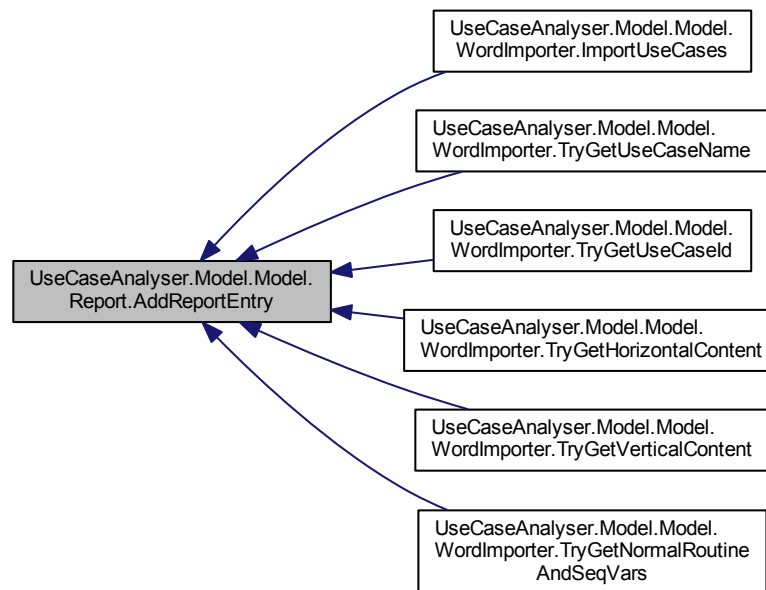 UseCaseAnalyser.Model.Model.
WordImporter.ImportUseCases
UseCaseAnalyser.Model.Model.
WordImporter.TryGetUseCaseName
UseCaseAnalyser.Model.Model.
WordImporter.TryGetUseCaseId
UseCaseAnalyser.Model.Model.
Report.AddReportEntry
UseCaseAnalyser.Model.Model.
WordImporter.TryGetHorizontalContent
UseCaseAnalyser.Model.Model.
WordImporter.TryGetVerticalContent
UseCaseAnalyser.Model.Model.
WordImporter.TryGetNormalRoutine
AndSeqVars